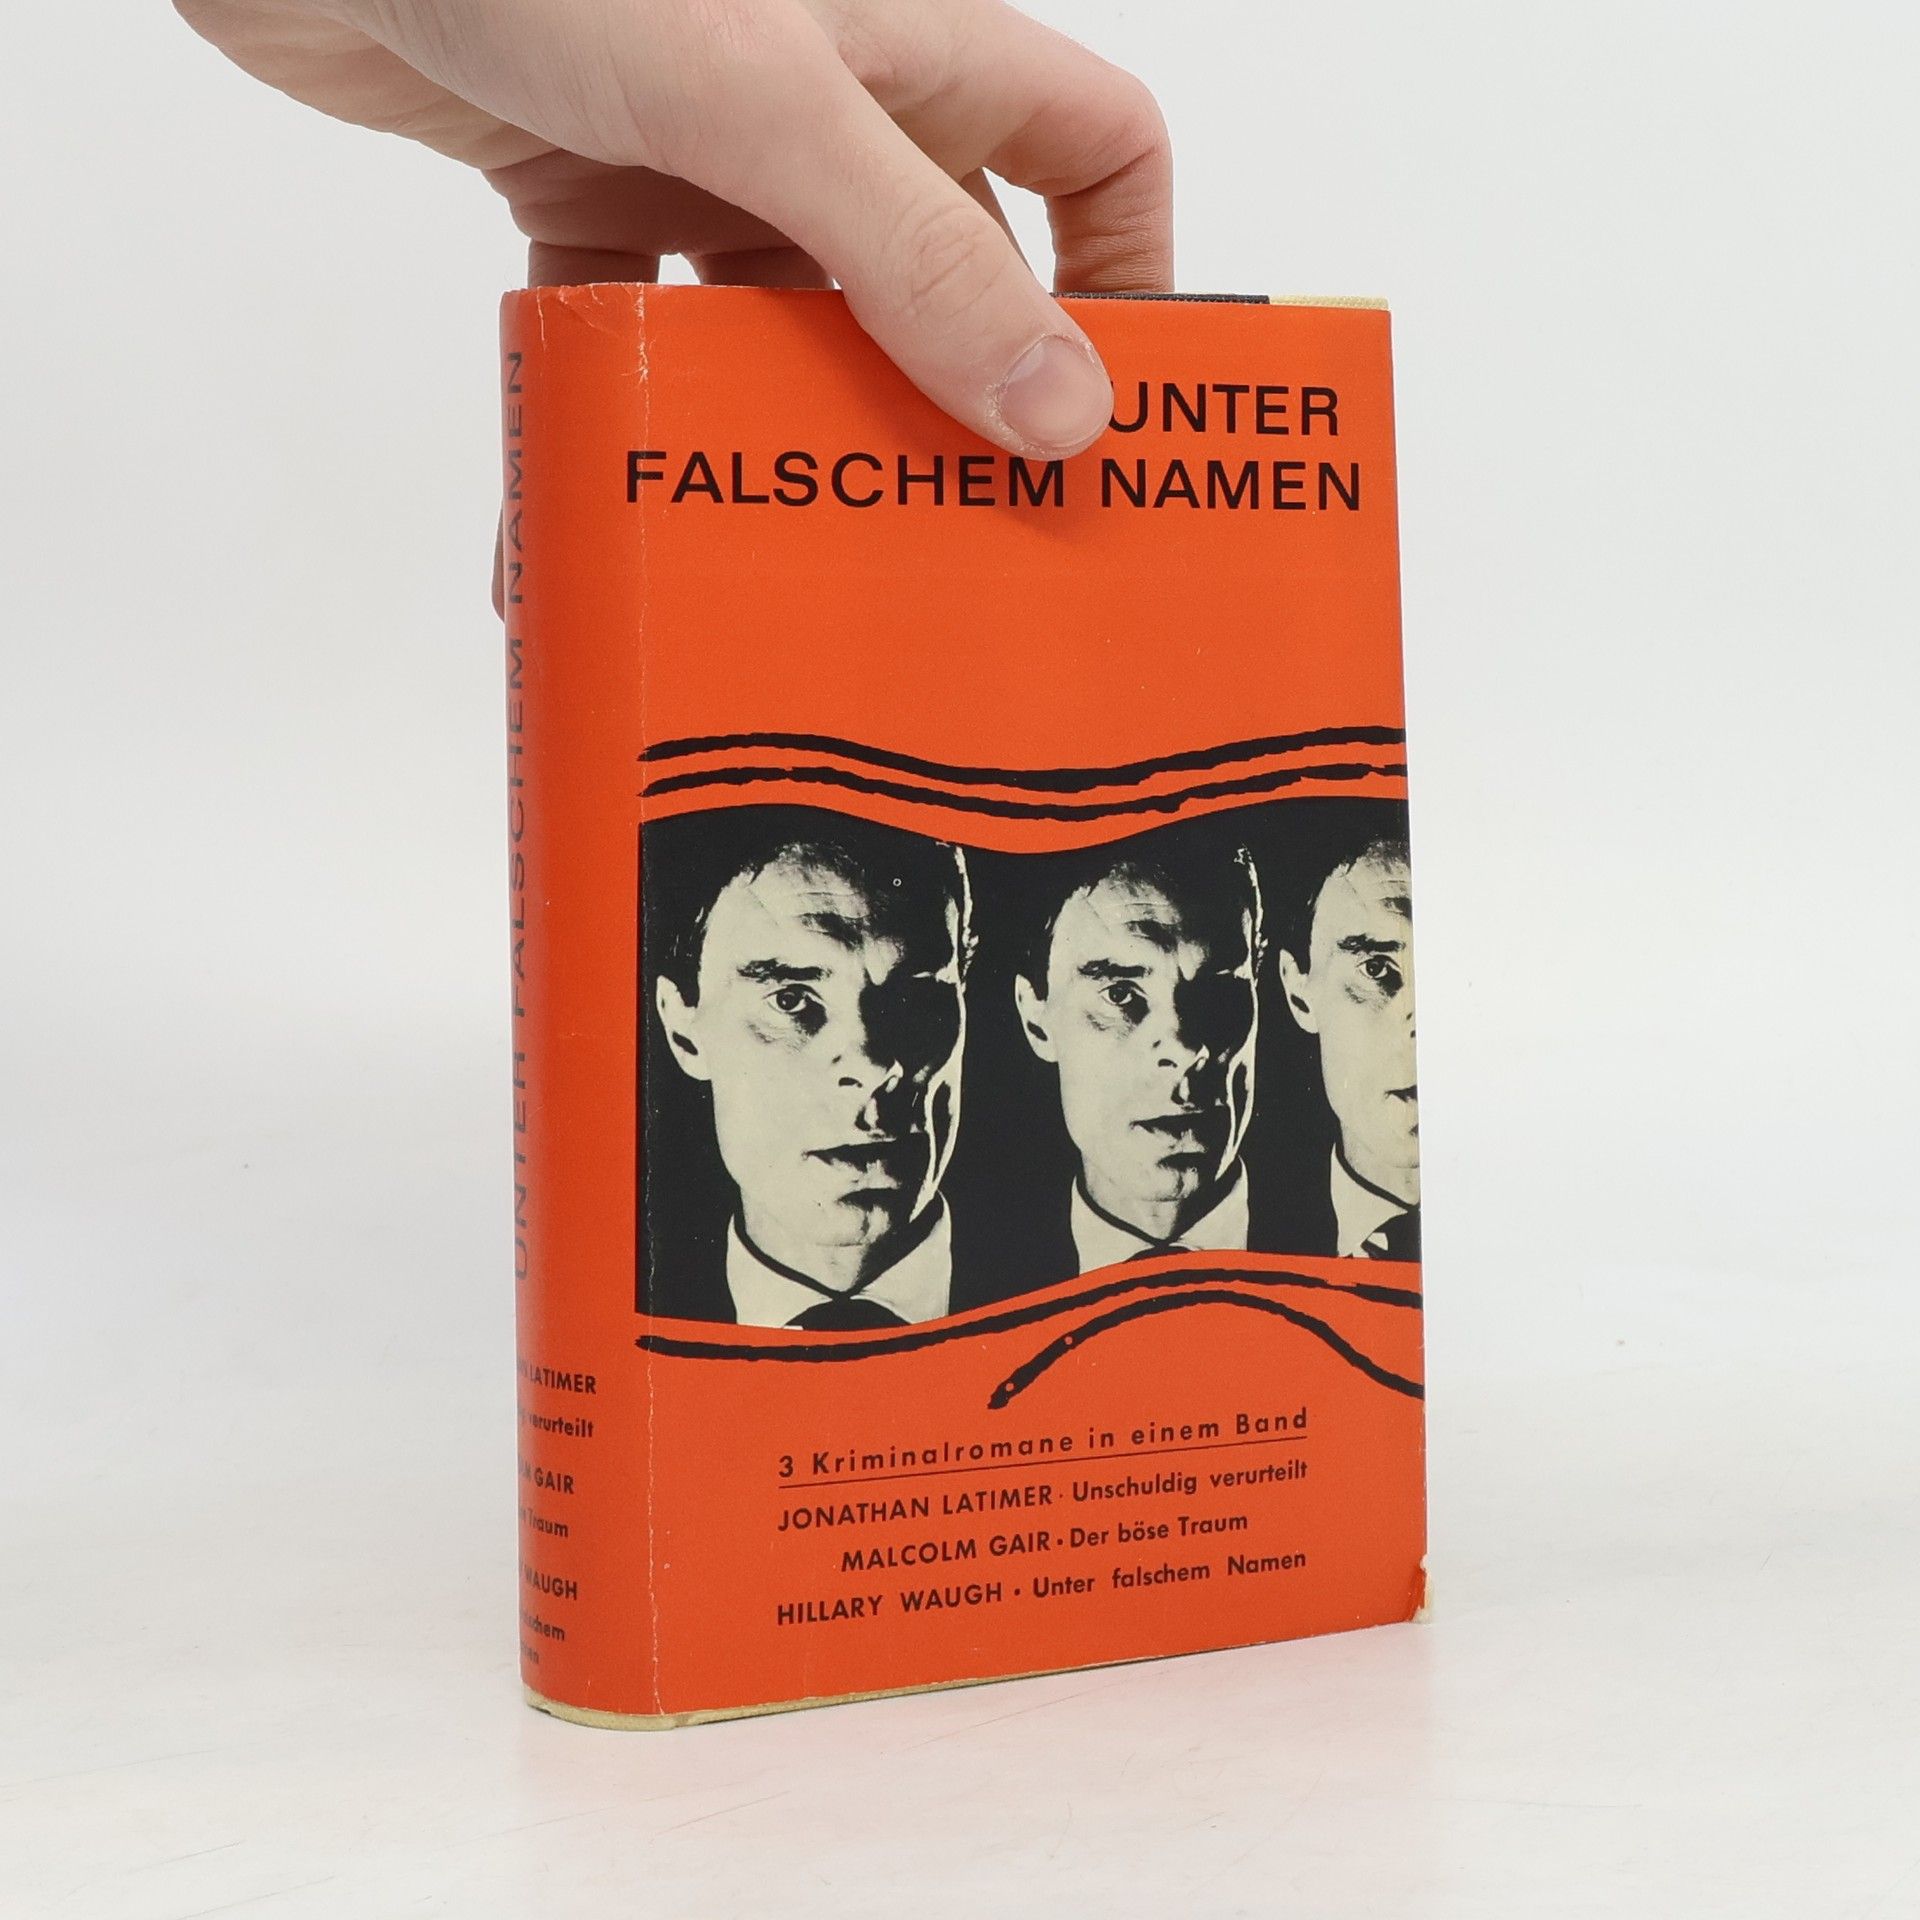 UNTER
FALSCHEM NAMEN
3 Kriminalromane in einem Band
JONATHAN LATIMER · Unschuldig verurteilt
MALCOLM GAIR · Der böse Traum
HILLARY WAUGH · Unter falschem Namen
UNTER FALSCHEM NAMEN
LATIMER
verurteilt
GAIR
Traum
WAUGH